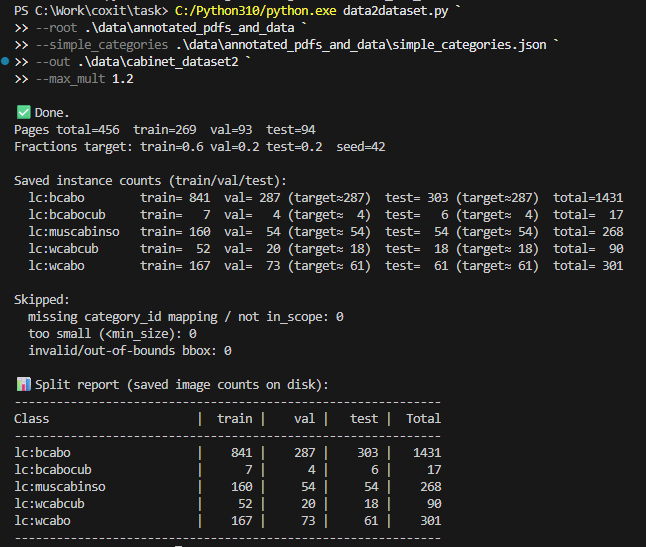 PS C:\Work\coxit\task> C:/Python310/python.exe data2dataset.py `
>> --root .\data\annotated_pdfs_and_data `
>> --simple_categories .\data\annotated_pdfs_and_data\simple_categories.json `
>> --out .\data\cabinet_dataset2 `
>> --max_mult 1.2
✅ Done.
Pages total=456  train=269  val=93  test=94
Fractions target: train=0.6 val=0.2 test=0.2  seed=42
Saved instance counts (train/val/test):
  lc:bcabo        train= 841  val= 287 (target≈287)  test= 303 (target≈287)  total=1431
  lc:bcabocub     train=   7  val=   4 (target≈  4)  test=   6 (target≈  4)  total=  17
  lc:muscabinso   train= 160  val=  54 (target≈ 54)  test=  54 (target≈ 54)  total= 268
  lc:wcabcub      train=  52  val=  20 (target≈ 18)  test=  18 (target≈ 18)  total=  90
  lc:wcabo        train= 167  val=  73 (target≈ 61)  test=  61 (target≈ 61)  total= 301
Skipped:
  missing category_id mapping / not in_scope: 0
  too small (<min_size): 0
  invalid/out-of-bounds bbox: 0
📊 Split report (saved image counts on disk):
-------------------------------------------------------------
Class                     |  train |    val |   test |  Total
-------------------------------------------------------------
lc:bcabo                  |    841 |    287 |    303 |   1431
lc:bcabocub               |      7 |      4 |      6 |     17
lc:muscabinso             |    160 |     54 |     54 |    268
lc:wcabcub                |     52 |     20 |     18 |     90
lc:wcabo                  |    167 |     73 |     61 |    301
-------------------------------------------------------------